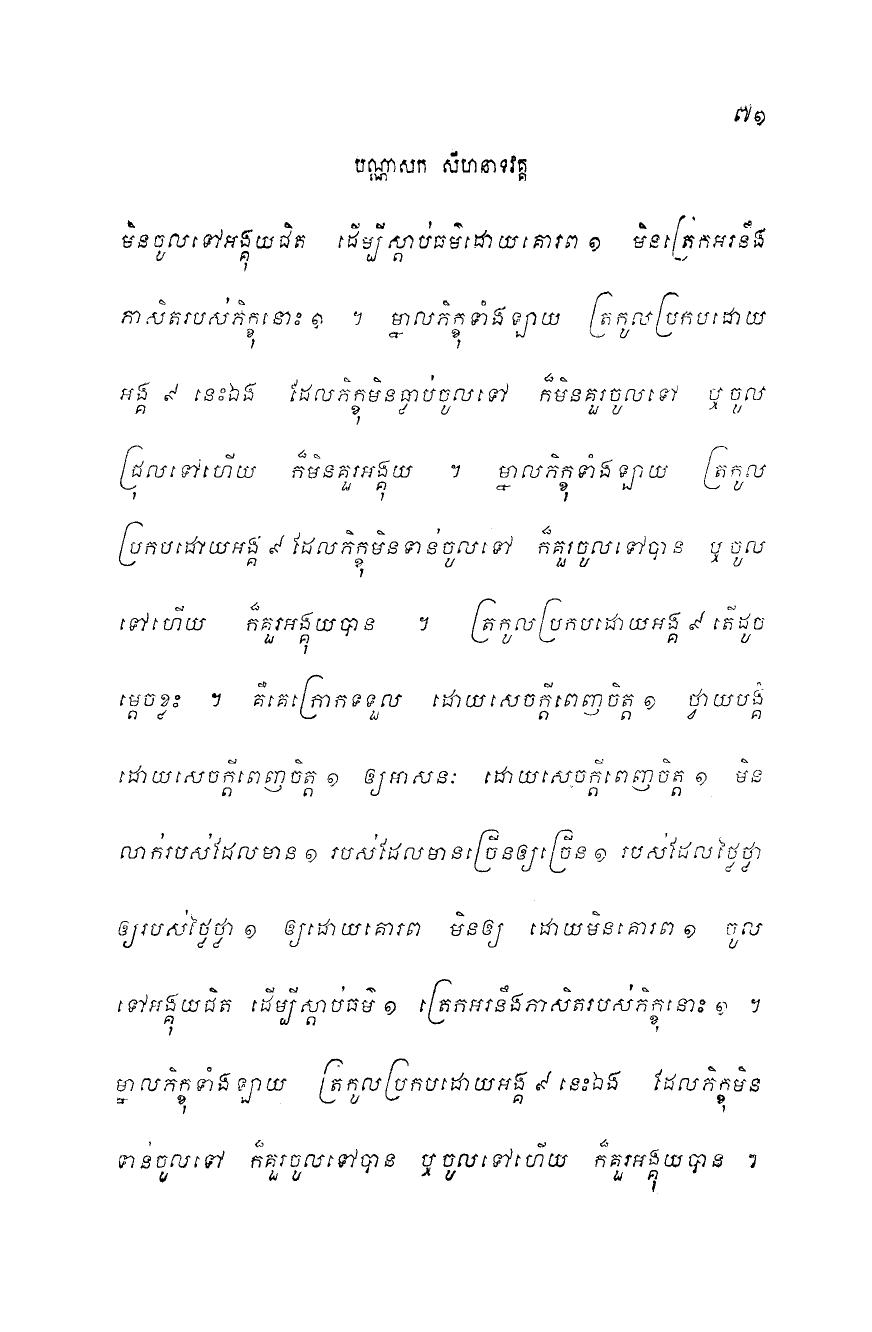 ៧១
បណ្ណាសក សីហនាទវគ្គ
មិនចូលទៅអង្គុយជិត ដើម្បីស្តាប់ធម៌ដោយគោរព ១ មិនត្រេកអរនឹង
ភាសិតរបស់ភិក្ខុនោះ ១ ។ ម្នាលភិក្ខុទាំងឡាយ ត្រកូលប្រកបដោយ
អង្គ ៩ នេះឯង ដែលភិក្ខុមិនធ្លាប់ចូលទៅ ក៏មិនគួរចូលទៅ ឬចូល
ជ្រុលទៅហើយ ក៏មិនគួរអង្គុយ ។ ម្នាលភិក្ខុទាំងឡាយ ត្រកូល
ប្រកបដោយអង្គ ៩ ដែលភិក្ខុមិនទាន់ចូលទៅ ក៏គួរចូលទៅបាន ឬចូល
ទៅហើយ ក៏គួរអង្គុយបាន ។ ត្រកូលប្រកបដោយអង្គ ៩ តើដូច
ម្តេចខ្លះ ។ គឺគេក្រោកទទួល ដោយសេចក្តីពេញចិត្ត ១ ថ្វាយបង្គំ
ដោយសេចក្តីពេញចិត្ត ១ ឲ្យអាសនៈ ដោយសេចក្តីពេញចិត្ត ១ មិន
លាក់របស់ដែលមាន ១ របស់ដែលមានច្រើនឲ្យច្រើន ១ របស់ដែលថ្លៃថ្លា
ឲ្យរបស់ថ្លៃថ្លា ១ ឲ្យដោយគោរព មិនឲ្យ ដោយមិនគោរព ១ ចូល
ទៅអង្គុយជិត ដើម្បីស្តាប់ធម៌ ១ ត្រេកអរនឹងភាសិតរបស់ភិក្ខុនោះ ១ ។
ម្នាលភិក្ខុទាំងឡាយ ត្រកូលប្រកបដោយអង្គ ៩ នេះឯង ដែលភិក្ខុមិន
ទាន់ចូលទៅ ក៏គួរចូលទៅបាន ឬចូលទៅហើយ ក៏គួរអង្គុយបាន ។